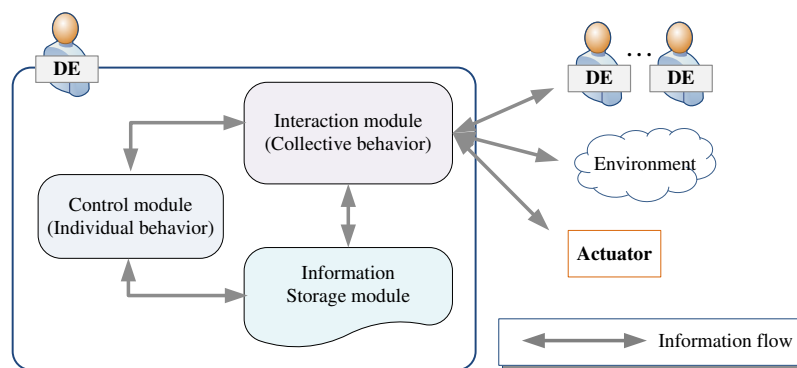 DE
DE
...
DE
Interaction module
(Collective behavior)
Environment
Control module
(Individual behavior)
Actuator
Information
Storage module
Information flow